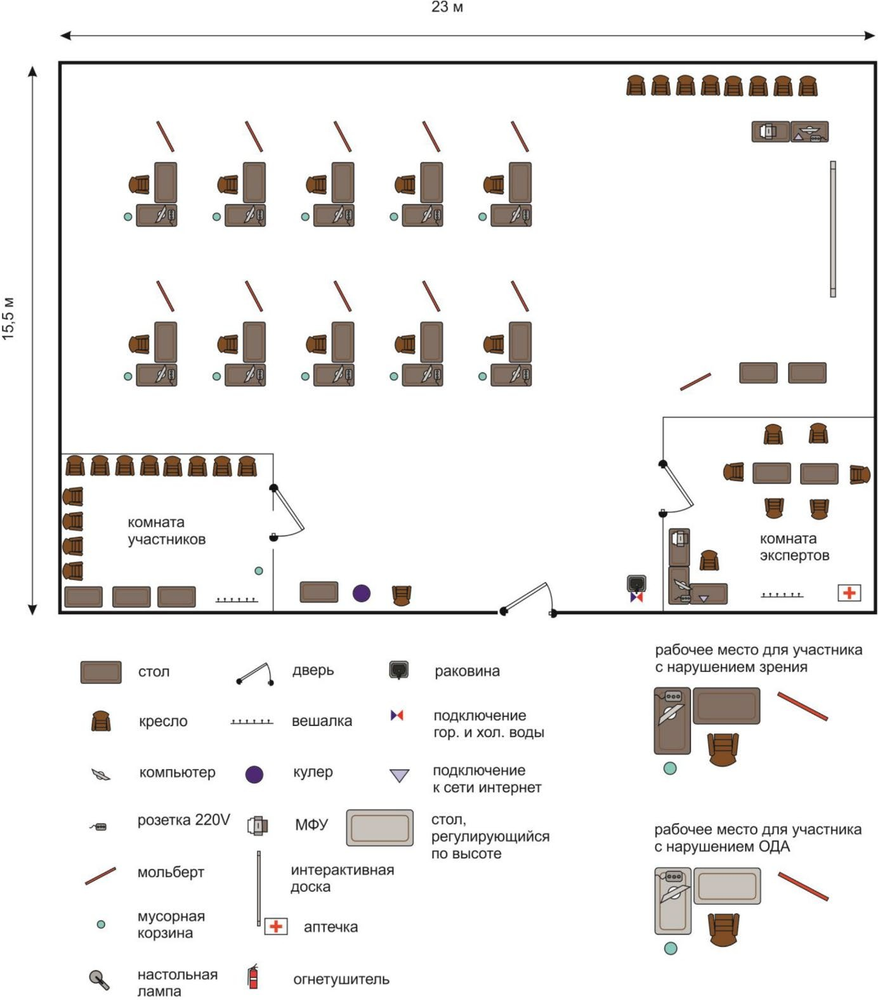 23 м
15,5 м
комната
участников
комната
экспертов
стол
дверь
раковина
кресло
вешалка
подключение
гор. и хол. воды
компьютер
кулер
подключение
к сети интернет
розетка 220V
МФУ
стол,
регулирующийся
по высоте
мольберт
интерактивная
доска
мусорная
корзина
аптечка
настольная
лампа
огнетушитель
рабочее место для участника
с нарушением зрения
рабочее место для участника
с нарушением ОДА